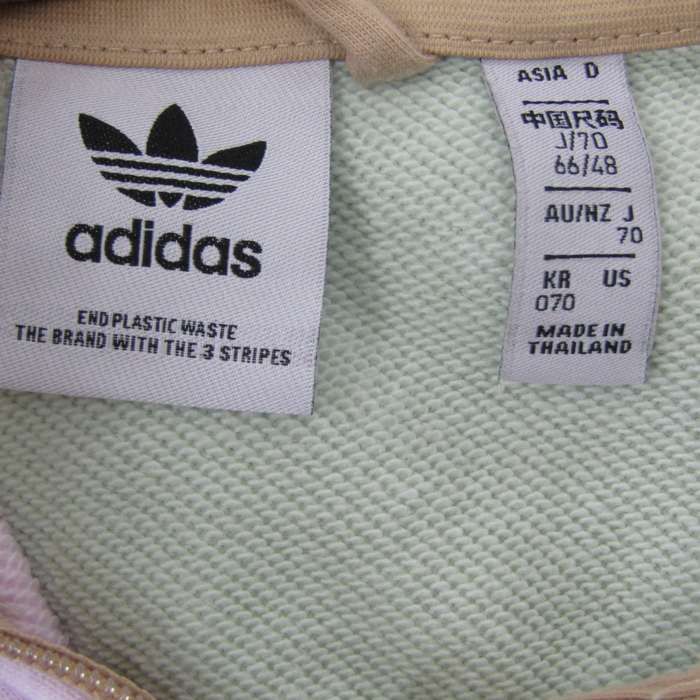 adidas
END PLASTIC WASTE
THE BRAND WITH THE 3 STRIPES
ASIA D
中国尺码
J/70
66/48
AU/NZ J
70
KR US
070
MADE IN
THAILAND